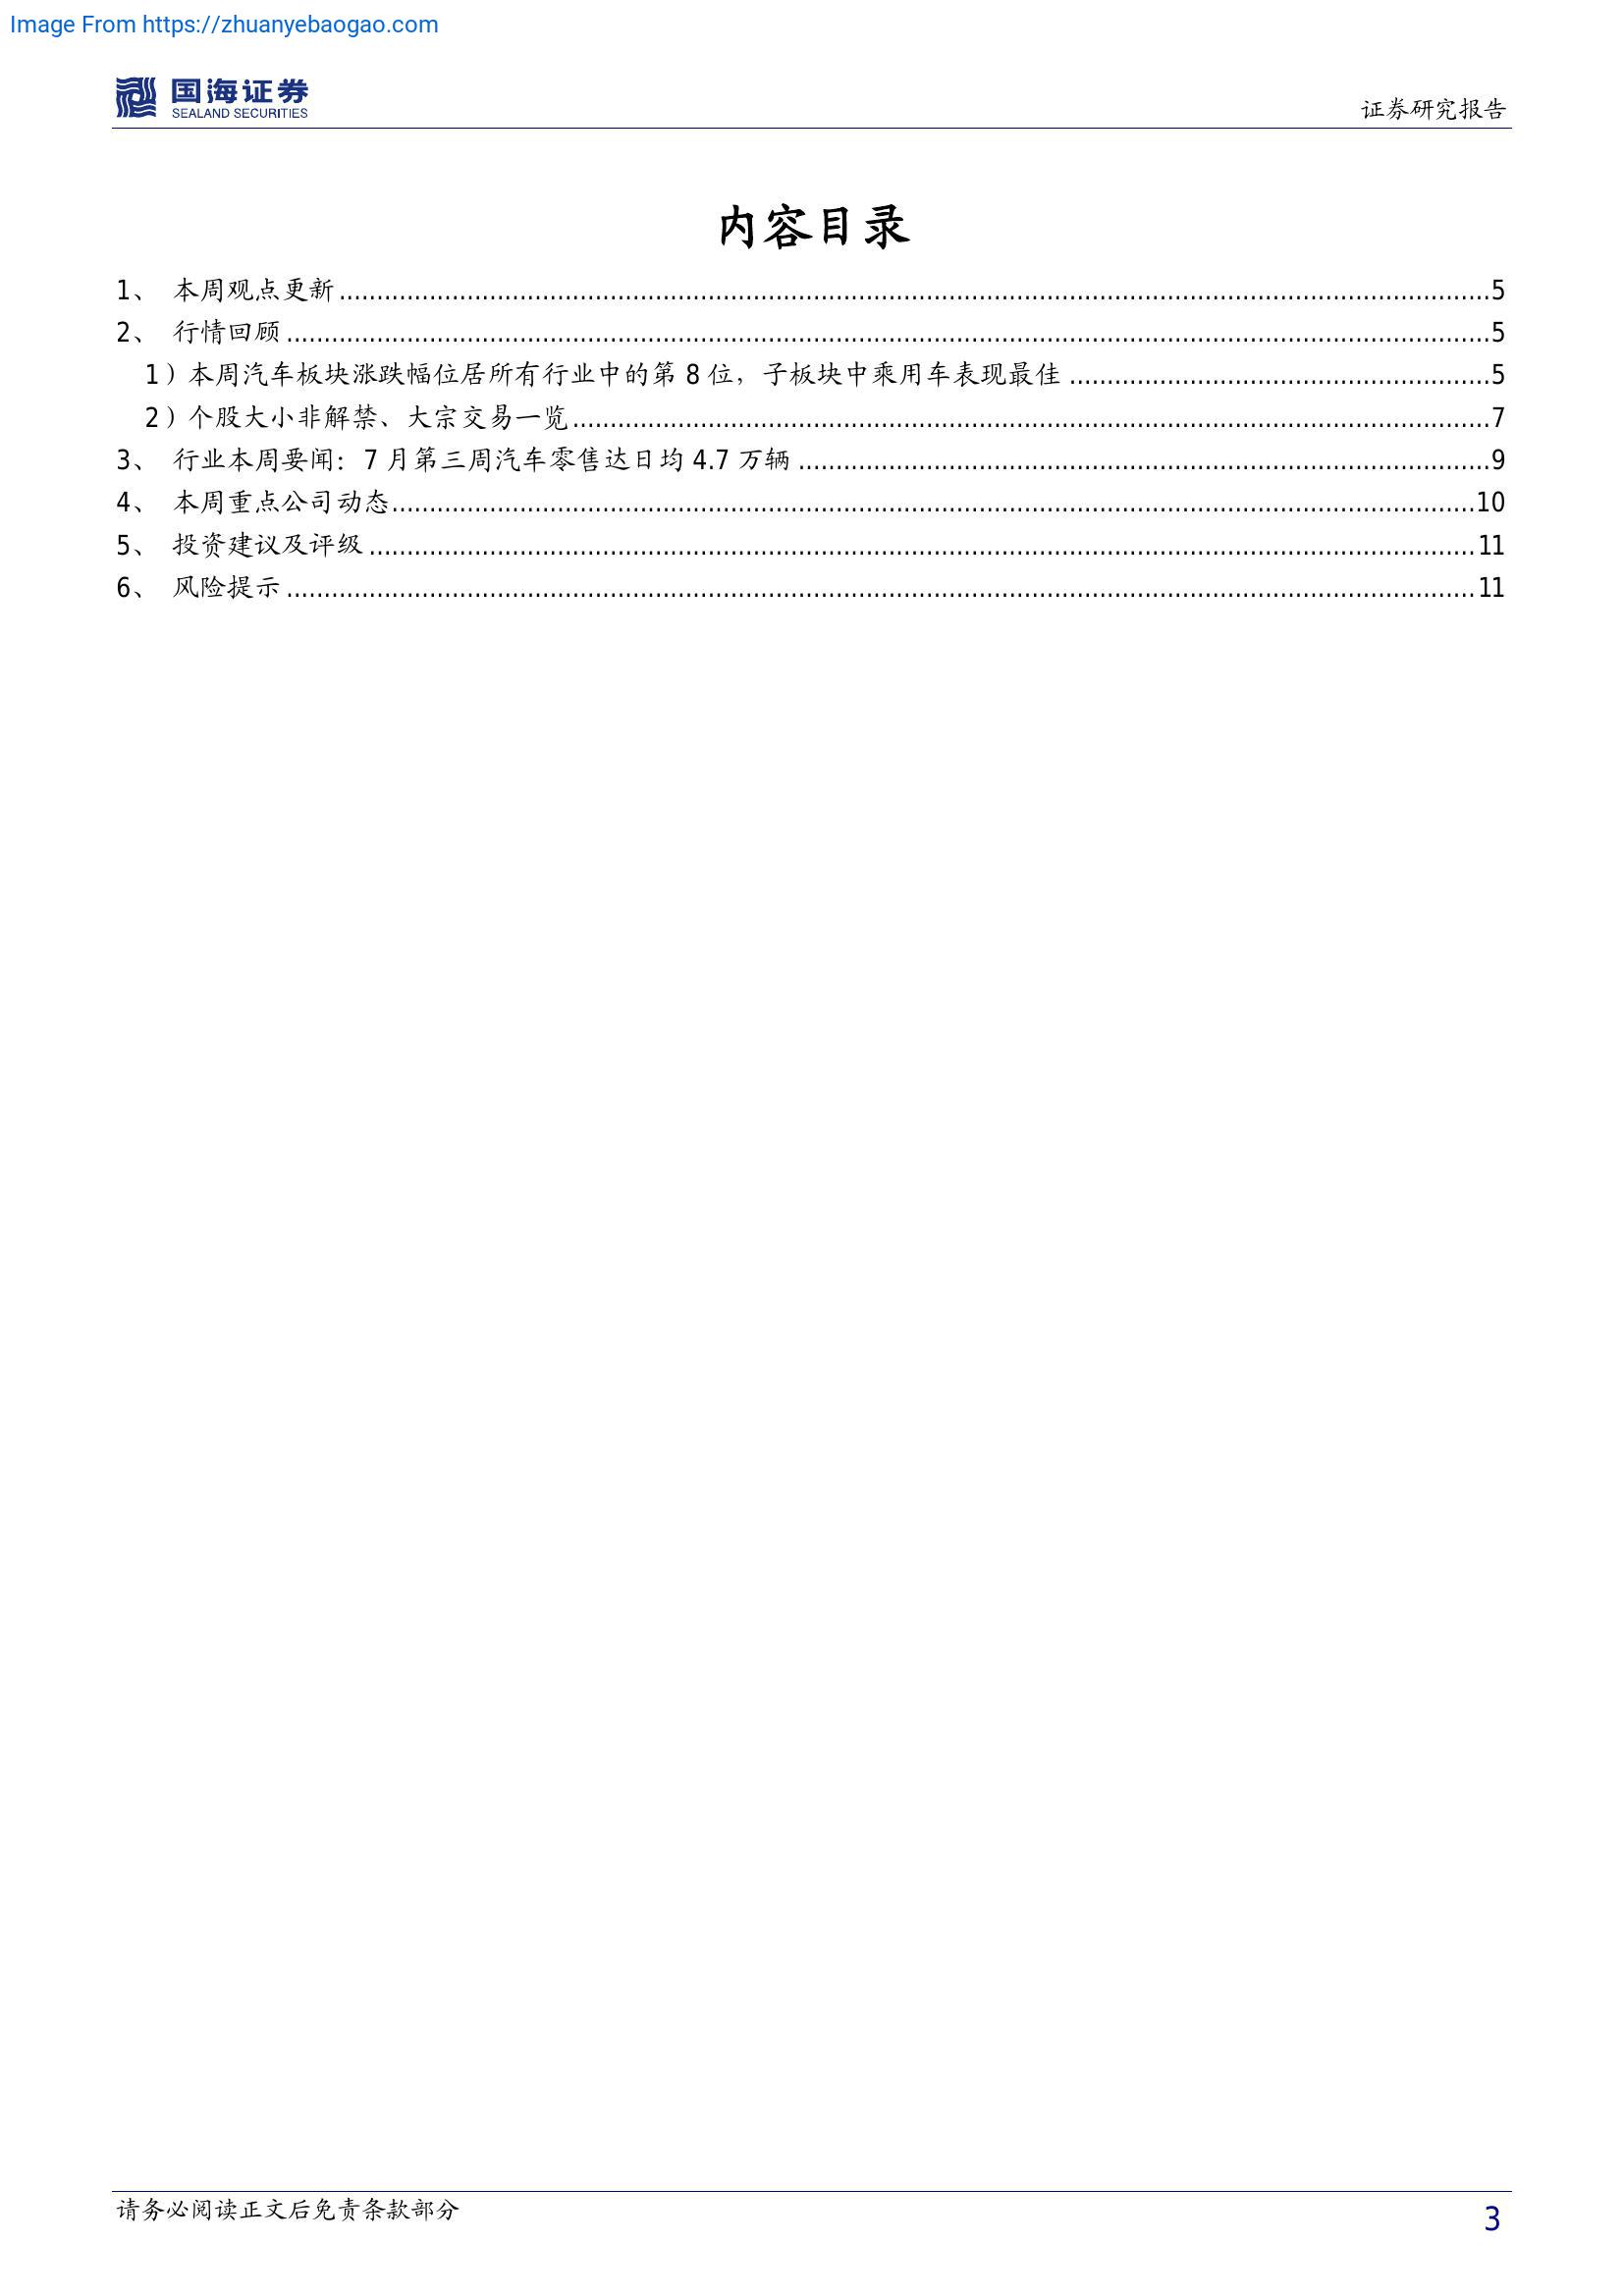 Image From https://zhuanyebaogao.com
国海证券
SEALAND SECURITIES
证券研究报告
内容目录
1、 本周观点更新 ........ 5
2、 行情回顾 ........ 5
1）本周汽车板块涨跌幅位居所有行业中的第 8 位，子板块中乘用车表现最佳 ........ 5
2）个股大小非解禁、大宗交易一览 ........ 7
3、 行业本周要闻：7 月第三周汽车零售达日均 4.7 万辆 ........ 9
4、 本周重点公司动态 ........ 10
5、 投资建议及评级 ........ 11
6、 风险提示 ........ 11
请务必阅读正文后免责条款部分
3